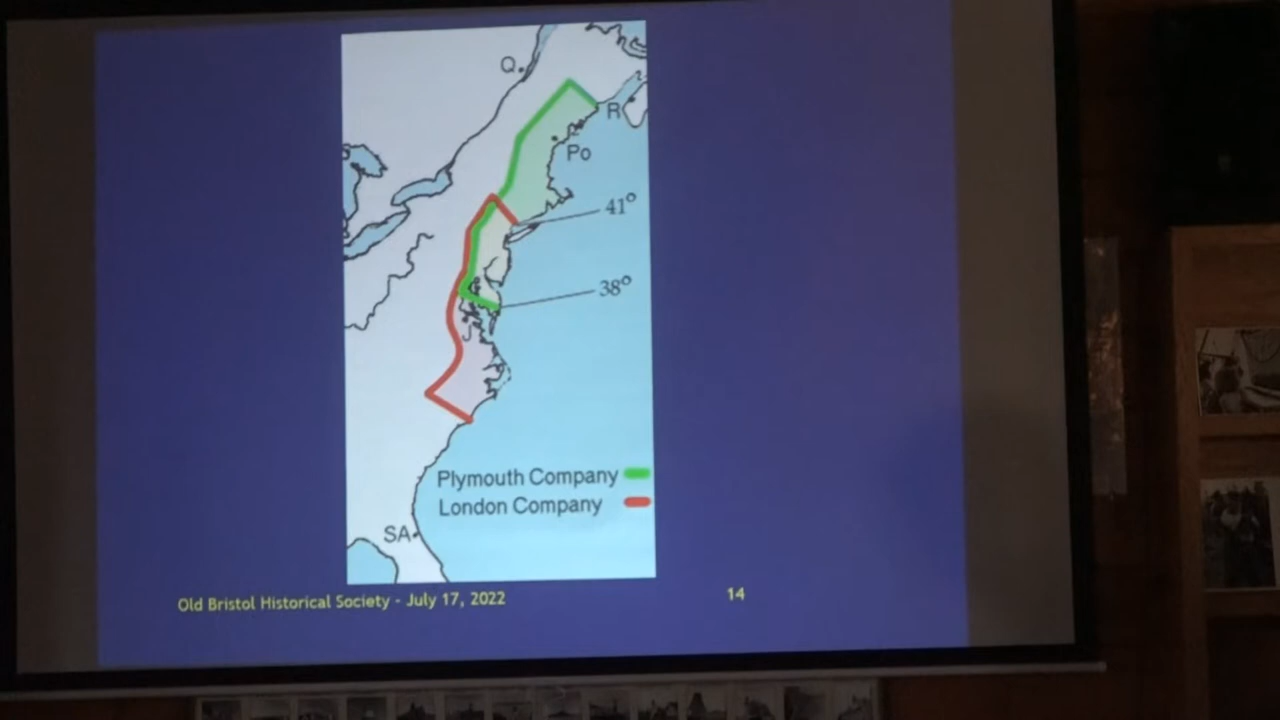 Q.
R
Po
41°
38°
Plymouth Company
London Company
SA
Old Bristol Historical Society - July 17, 2022
14